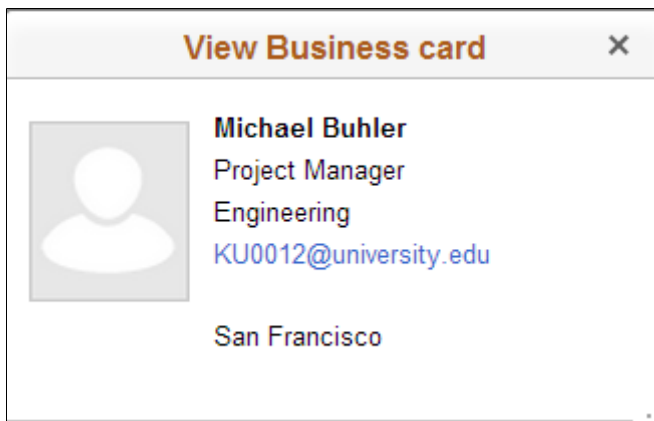 View Business card ×
Michael Buhler
Project Manager
Engineering
KU0012@university.edu
San Francisco